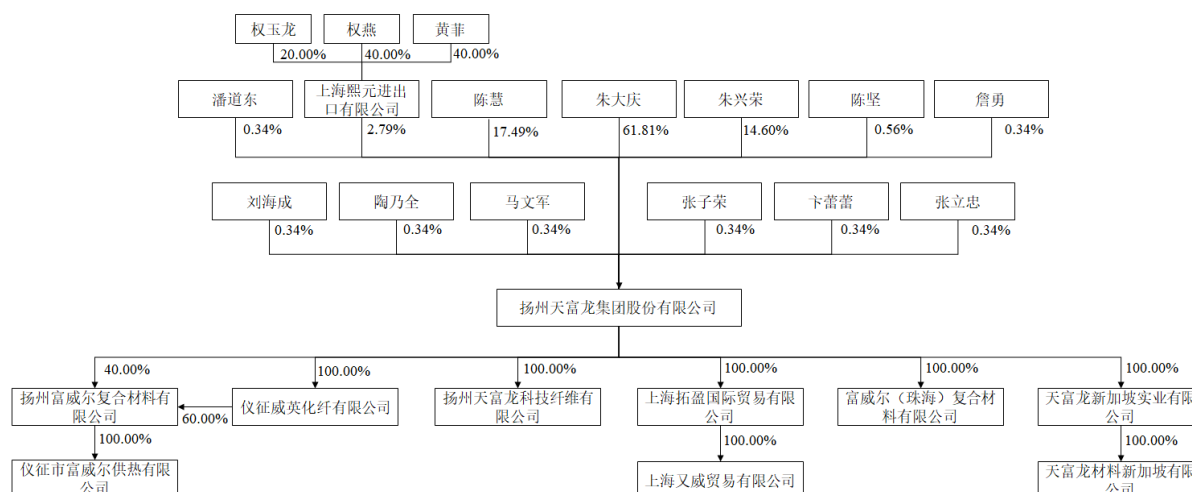 权玉龙
权燕
黄菲
20.00%
40.00%
40.00%
潘道东
上海熙元进出
口有限公司
陈慧
朱大庆
朱兴荣
陈坚
詹勇
0.34%
2.79%
17.49%
61.81%
14.60%
0.56%
0.34%
刘海成
陶乃全
马文军
张子荣
卞蕾蕾
张立忠
0.34%
0.34%
0.34%
0.34%
0.34%
0.34%
扬州天富龙集团股份有限公司
40.00%
100.00%
100.00%
100.00%
100.00%
100.00%
扬州富威尔复合材料有
限公司
60.00%
仪征威英化纤有限公司
扬州天富龙科技纤维有
限公司
上海拓盈国际贸易有限
公司
富威尔（珠海）复合材
料有限公司
天富龙新加坡实业有限
公司
100.00%
100.00%
100.00%
仪征市富威尔供热有限
公司
上海又威贸易有限公司
天富龙材料新加坡有限
公司